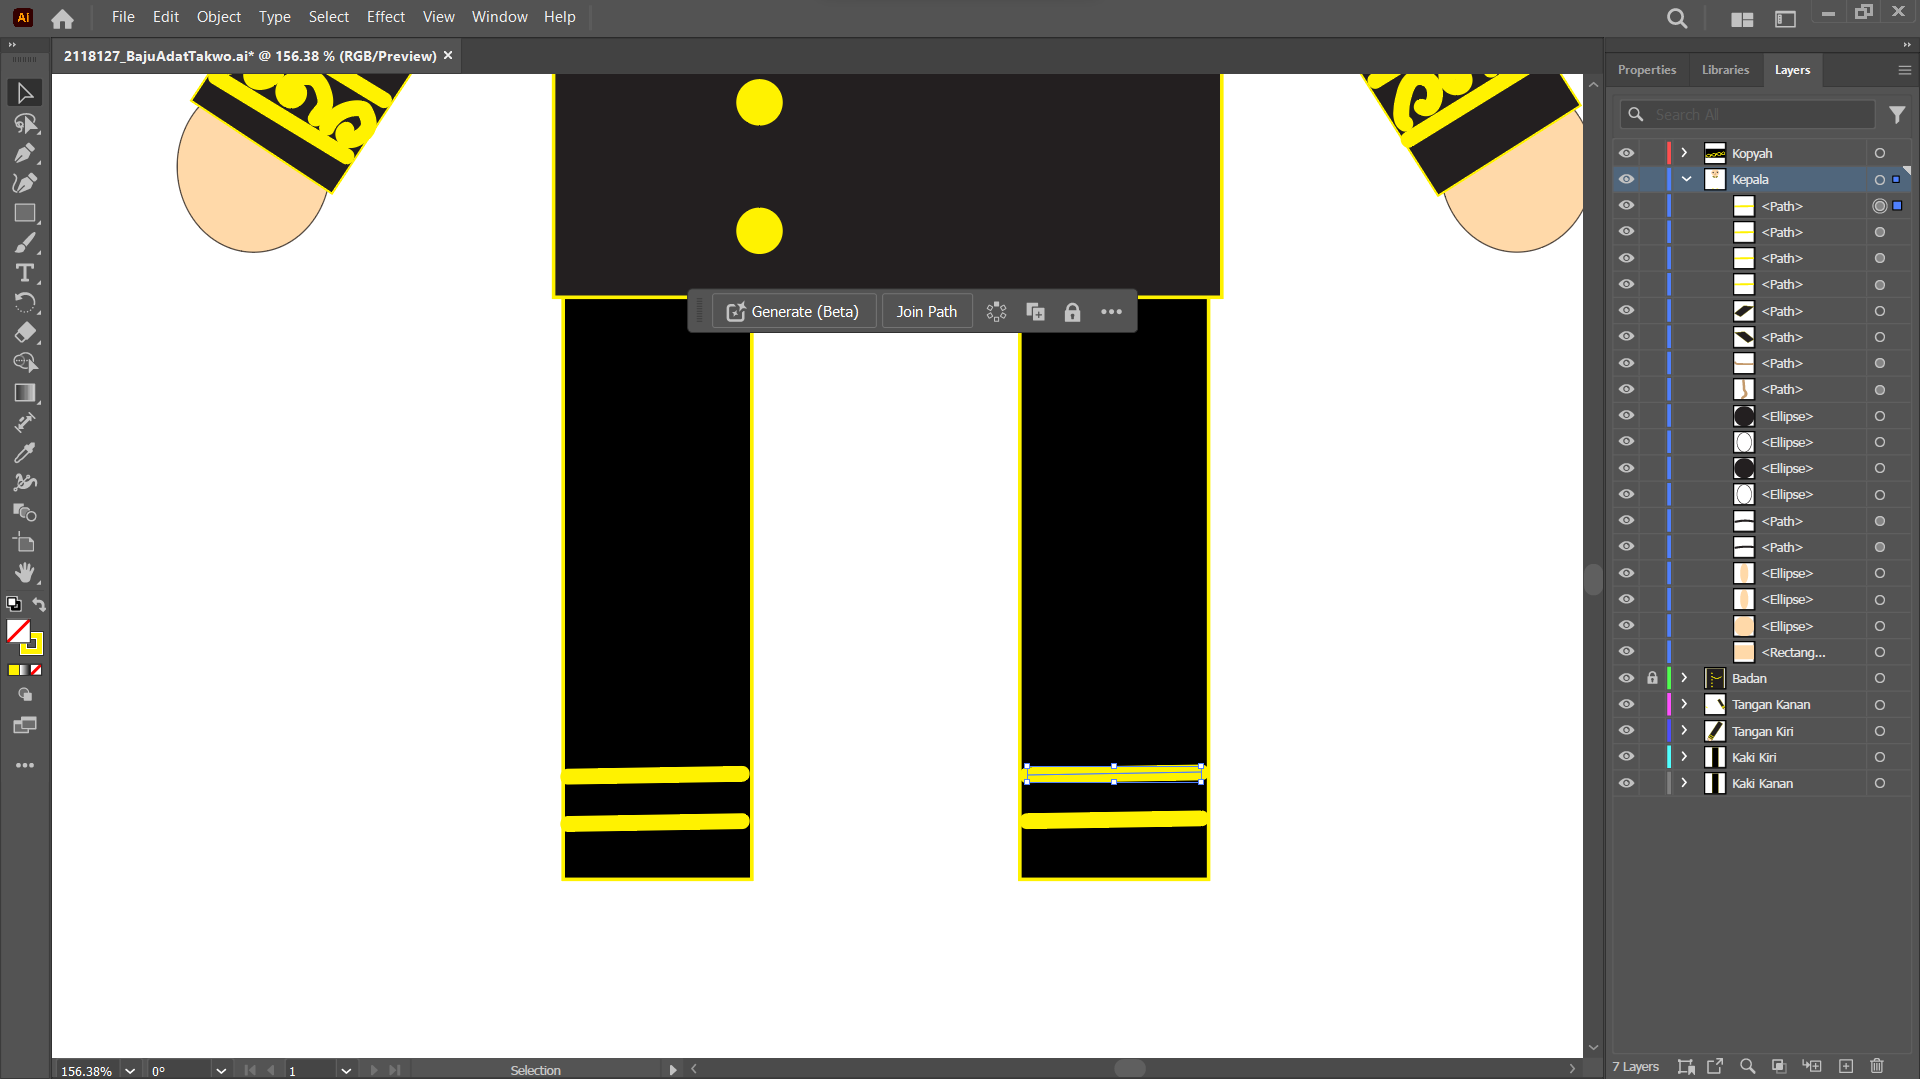 Ai File Edit Object Type Select Effect View Window Help
2118127_BajuAdatTakwo.ai* @ 156.38 % (RGB/Preview) ×
Properties Libraries Layers
Search All
Kopyah
Kepala
<Path>
<Path>
<Path>
<Path>
<Path>
<Path>
<Path>
<Path>
<Ellipse>
<Ellipse>
<Ellipse>
<Ellipse>
<Path>
<Path>
<Ellipse>
<Ellipse>
<Ellipse>
<Rectang...
Badan
Tangan Kanan
Tangan Kiri
Kaki Kiri
Kaki Kanan
Generate (Beta) Join Path
156.38% 0° 1 Selection
7 Layers